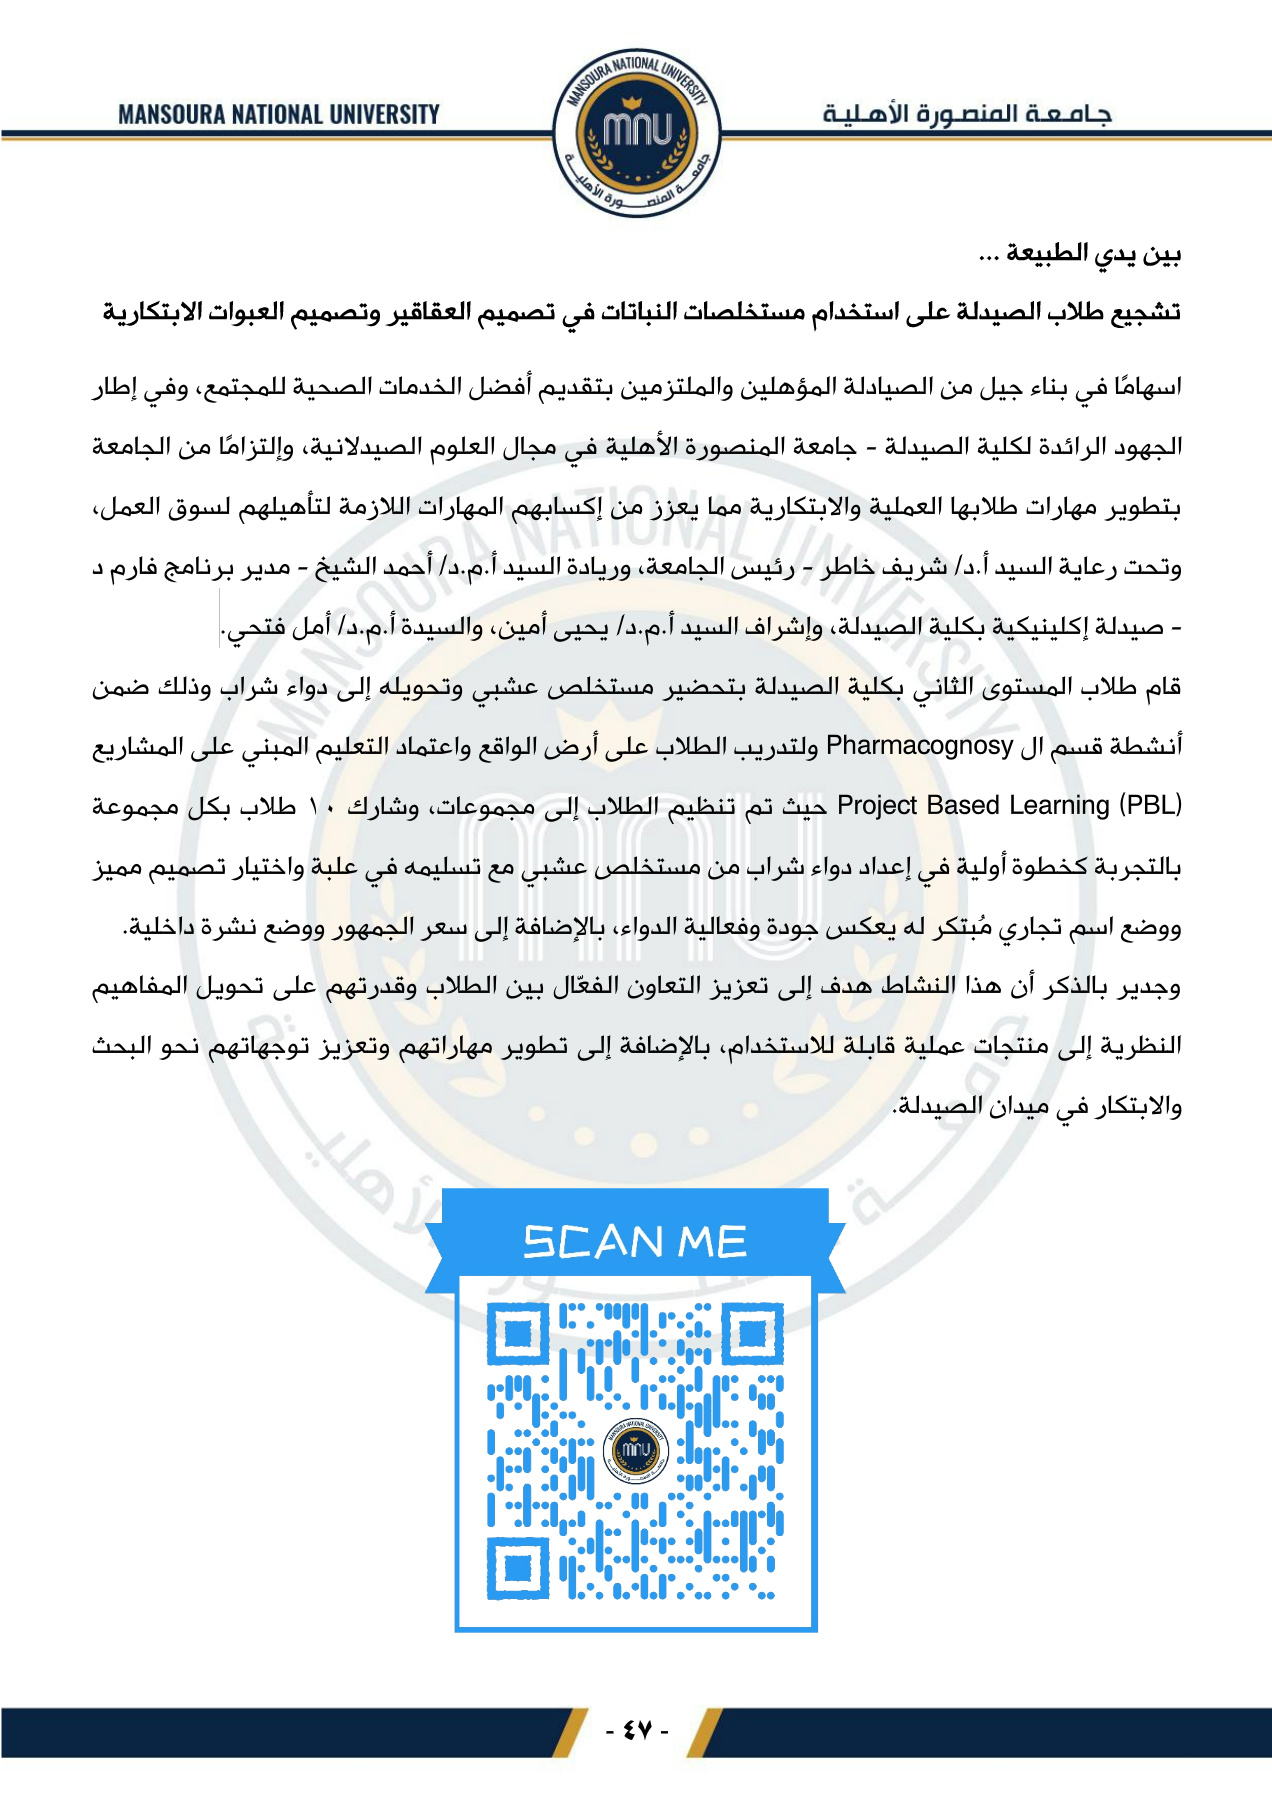 MANSOURA NATIONAL UNIVERSITY
MANSOURA NATIONAL UNIVERSITY
mnu
جامعة المنصورة الأهلية
جامعة المنصورة الأهلية
بين يدي الطبيعة ...
تشجيع طلاب الصيدلة على استخدام مستخلصات النباتات في تصميم العقاقير وتصميم العبوات الابتكارية
اسهامًا في بناء جيل من الصيادلة المؤهلين والملتزمين بتقديم أفضل الخدمات الصحية للمجتمع، وفي إطار
الجهود الرائدة لكلية الصيدلة - جامعة المنصورة الأهلية في مجال العلوم الصيدلانية، وإلتزامًا من الجامعة
بتطوير مهارات طلابها العملية والابتكارية مما يعزز من إكسابهم المهارات اللازمة لتأهيلهم لسوق العمل،
وتحت رعاية السيد أ.د/ شريف خاطر - رئيس الجامعة، وريادة السيد أ.م.د/ أحمد الشيخ - مدير برنامج فارم د
- صيدلة إكلينيكية بكلية الصيدلة، وإشراف السيد أ.م.د/ يحيى أمين، والسيدة أ.م.د/ أمل فتحي.
قام طلاب المستوى الثاني بكلية الصيدلة بتحضير مستخلص عشبي وتحويله إلى دواء شراب وذلك ضمن
أنشطة قسم ال Pharmacognosy ولتدريب الطلاب على أرض الواقع واعتماد التعليم المبني على المشاريع
Project Based Learning (PBL) حيث تم تنظيم الطلاب إلى مجموعات، وشارك ١٠ طلاب بكل مجموعة
بالتجربة كخطوة أولية في إعداد دواء شراب من مستخلص عشبي مع تسليمه في علبة واختيار تصميم مميز
ووضع اسم تجاري مُبتكر له يعكس جودة وفعالية الدواء، بالإضافة إلى سعر الجمهور ووضع نشرة داخلية.
وجدير بالذكر أن هذا النشاط هدف إلى تعزيز التعاون الفعّال بين الطلاب وقدرتهم على تحويل المفاهيم
النظرية إلى منتجات عملية قابلة للاستخدام، بالإضافة إلى تطوير مهاراتهم وتعزيز توجهاتهم نحو البحث
والابتكار في ميدان الصيدلة.
SCAN ME
mnu
- ٤٧ -